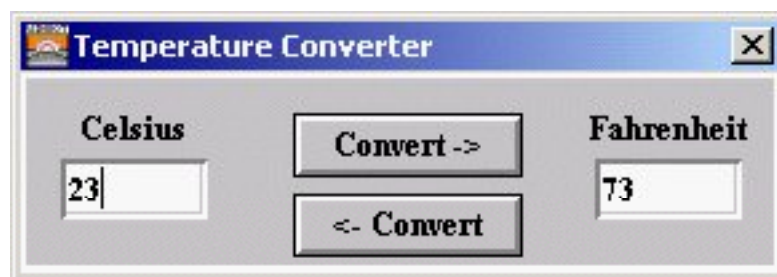 Temperature Converter
Celsius
Convert ->
Fahrenheit
23
73
<- Convert